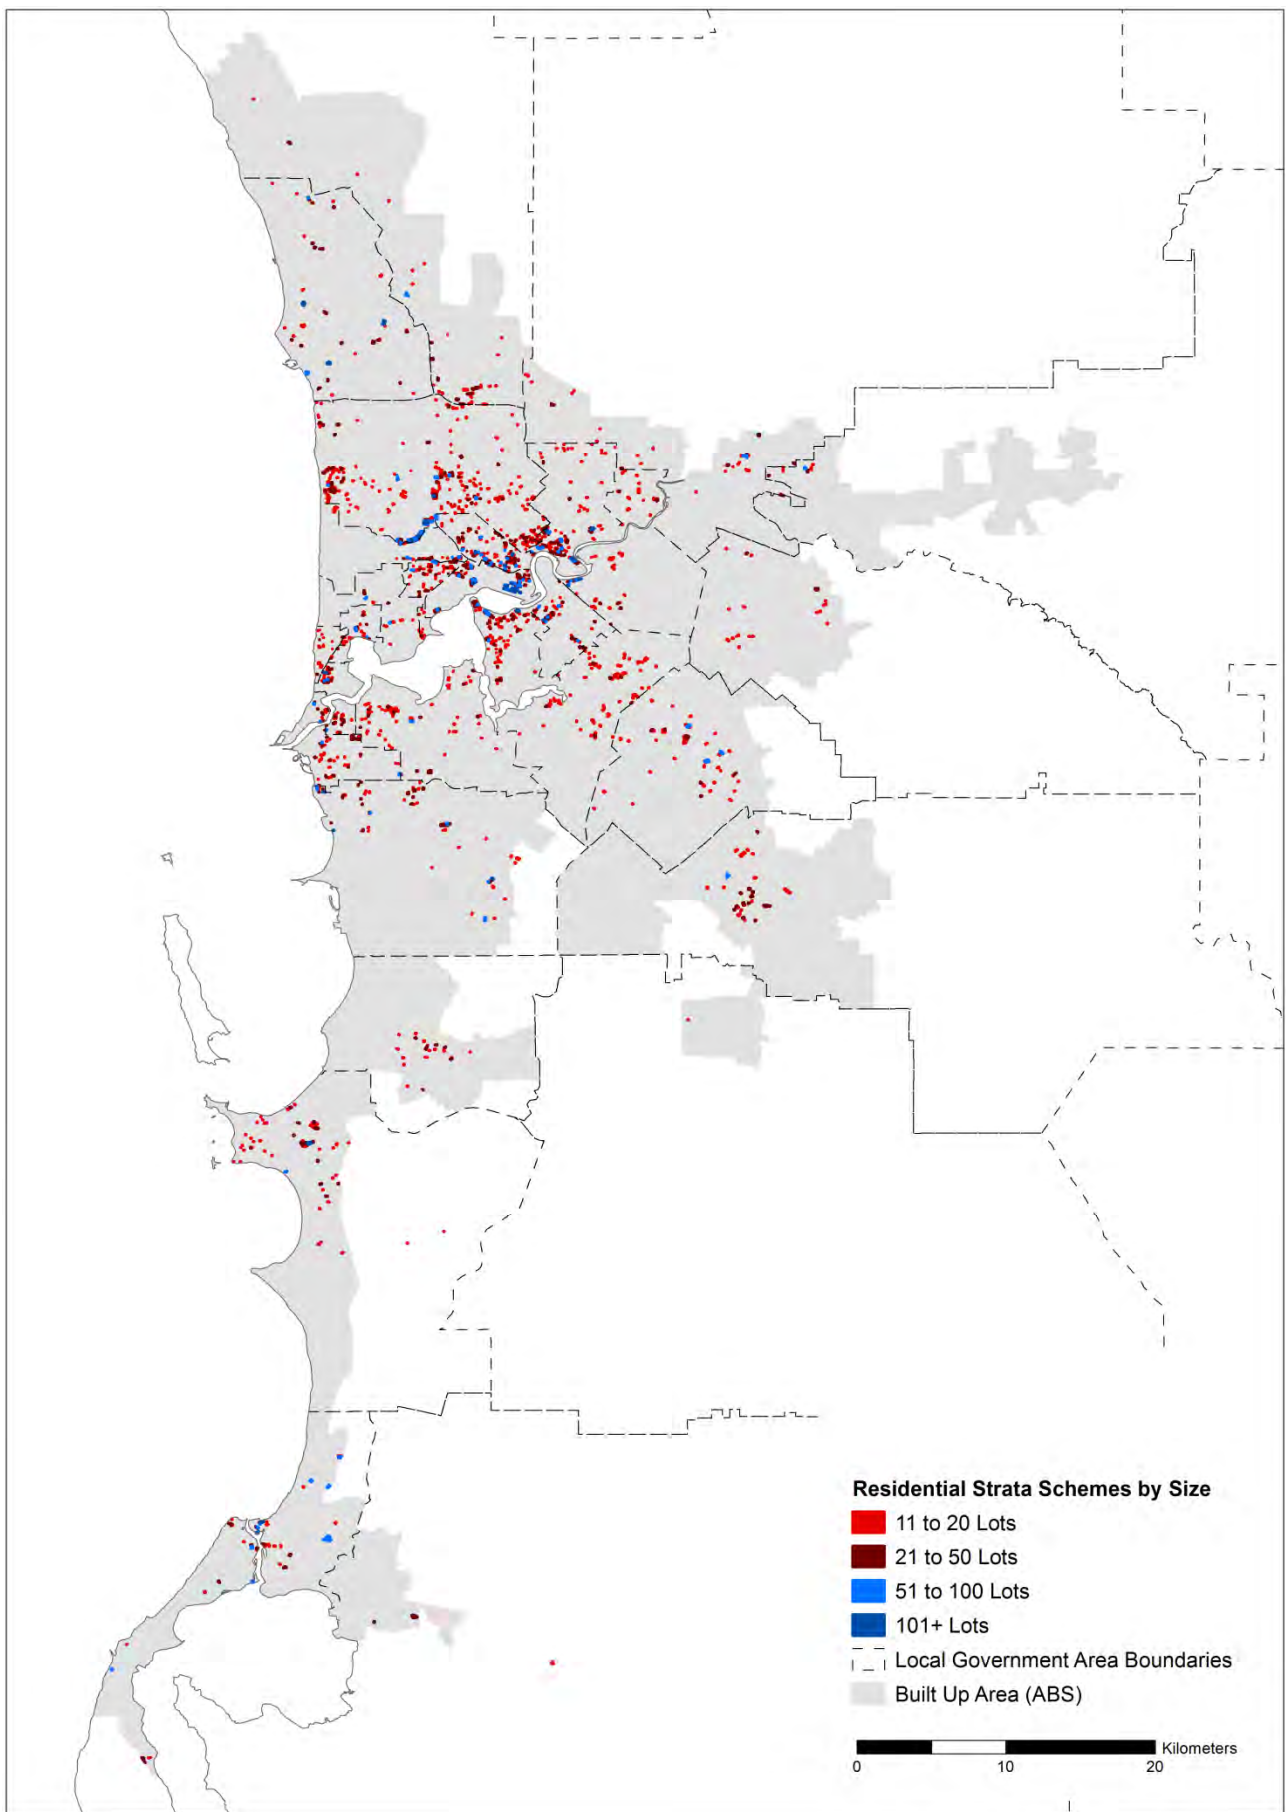 Residential Strata Schemes by Size
11 to 20 Lots
21 to 50 Lots
51 to 100 Lots
101+ Lots
Local Government Area Boundaries
Built Up Area (ABS)
Kilometers
0 10 20